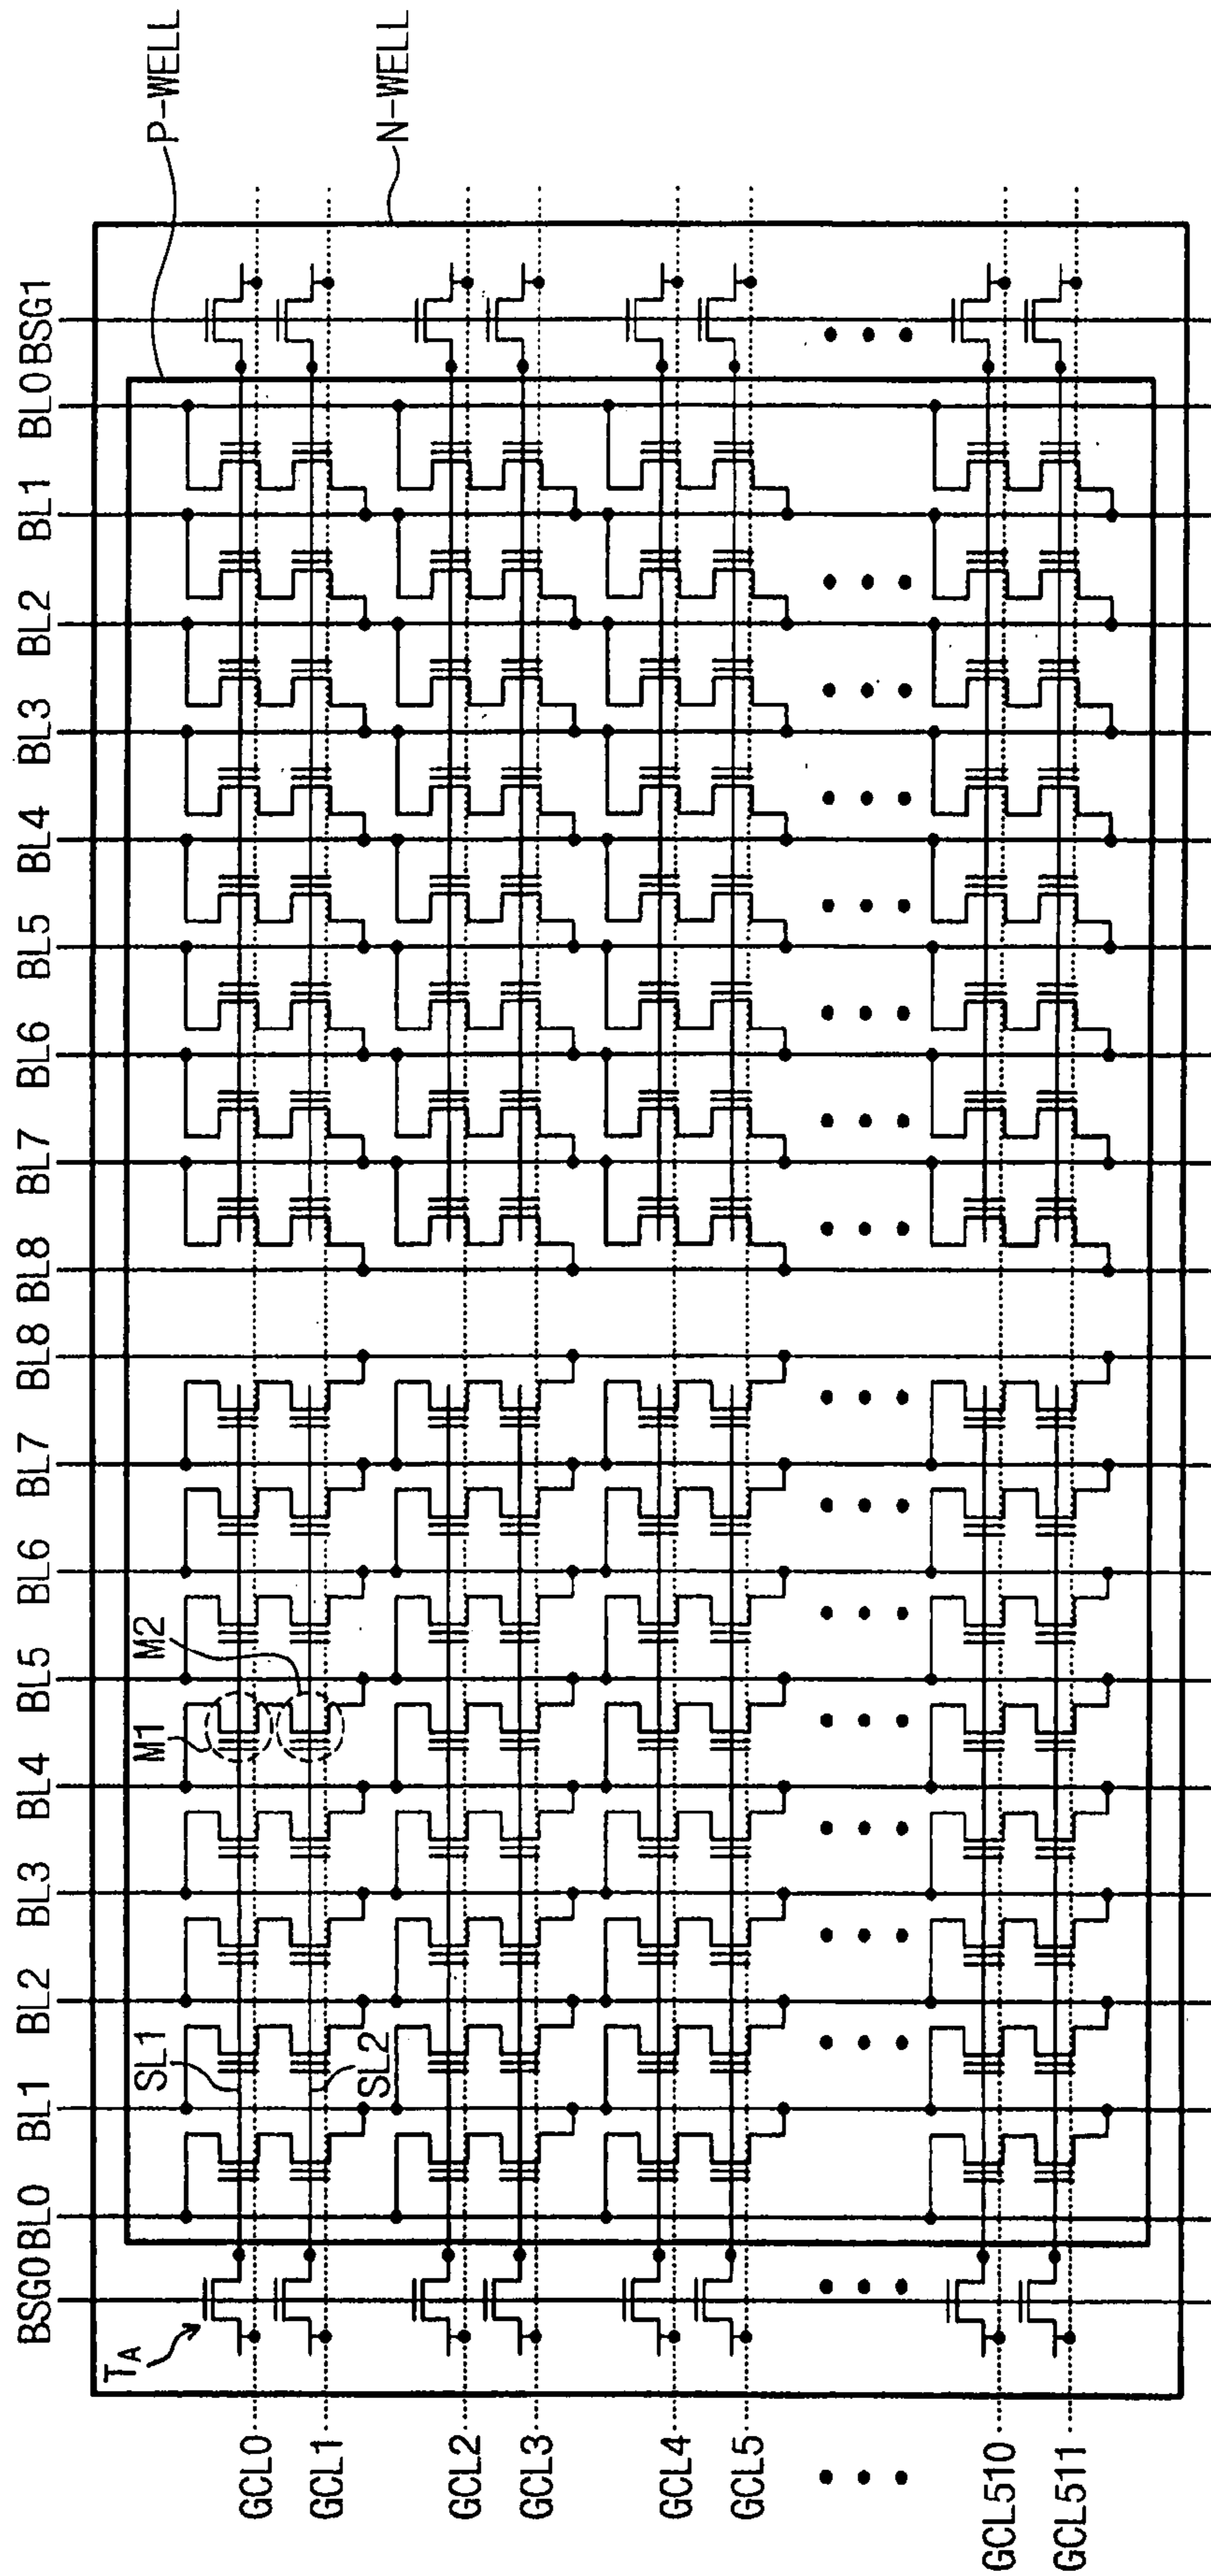 BSG0 BL0 BL1 BL2 BL3 BL4 BL5 BL6 BL7 BL8 BL8 BL7 BL6 BL5 BL4 BL3 BL2 BL1 BL0 BSG1
P-WELL
N-WELL
TA
SL1
SL2
M1
M2
GCL0
GCL1
GCL2
GCL3
GCL4
GCL5
GCL510
GCL511